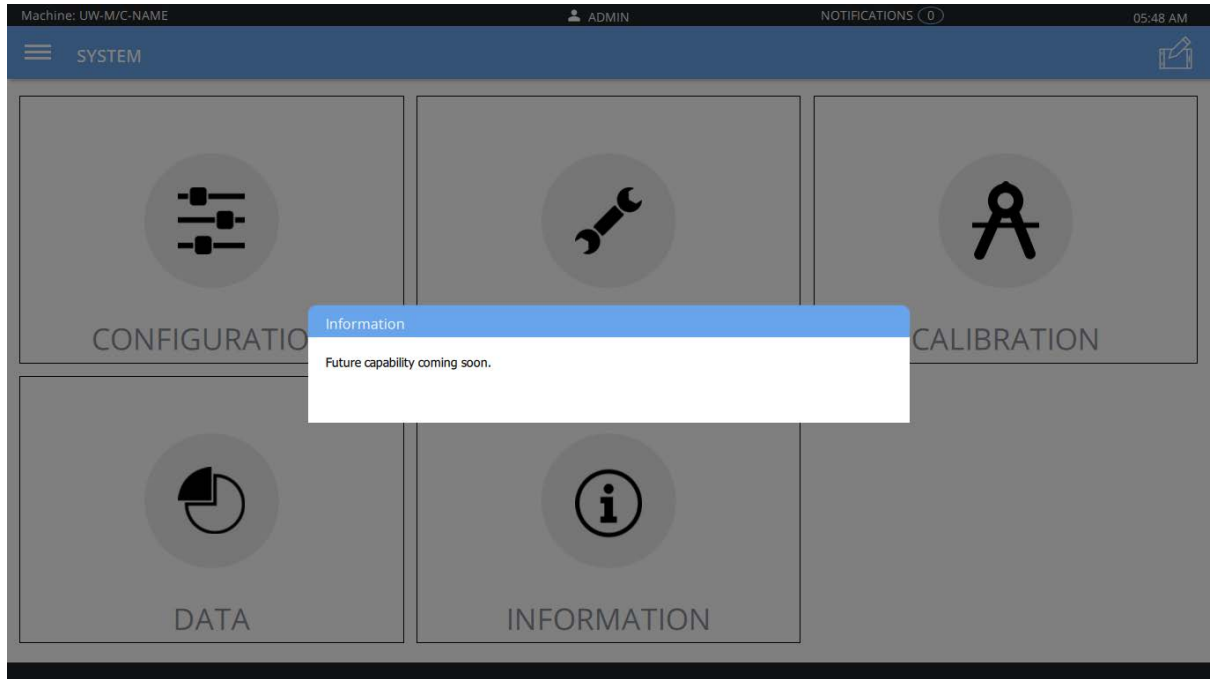 Machine: UW-M/C-NAME
ADMIN
NOTIFICATIONS 0
05:48 AM
SYSTEM
CONFIGURATIO
CALIBRATION
Information
Future capability coming soon.
DATA
INFORMATION